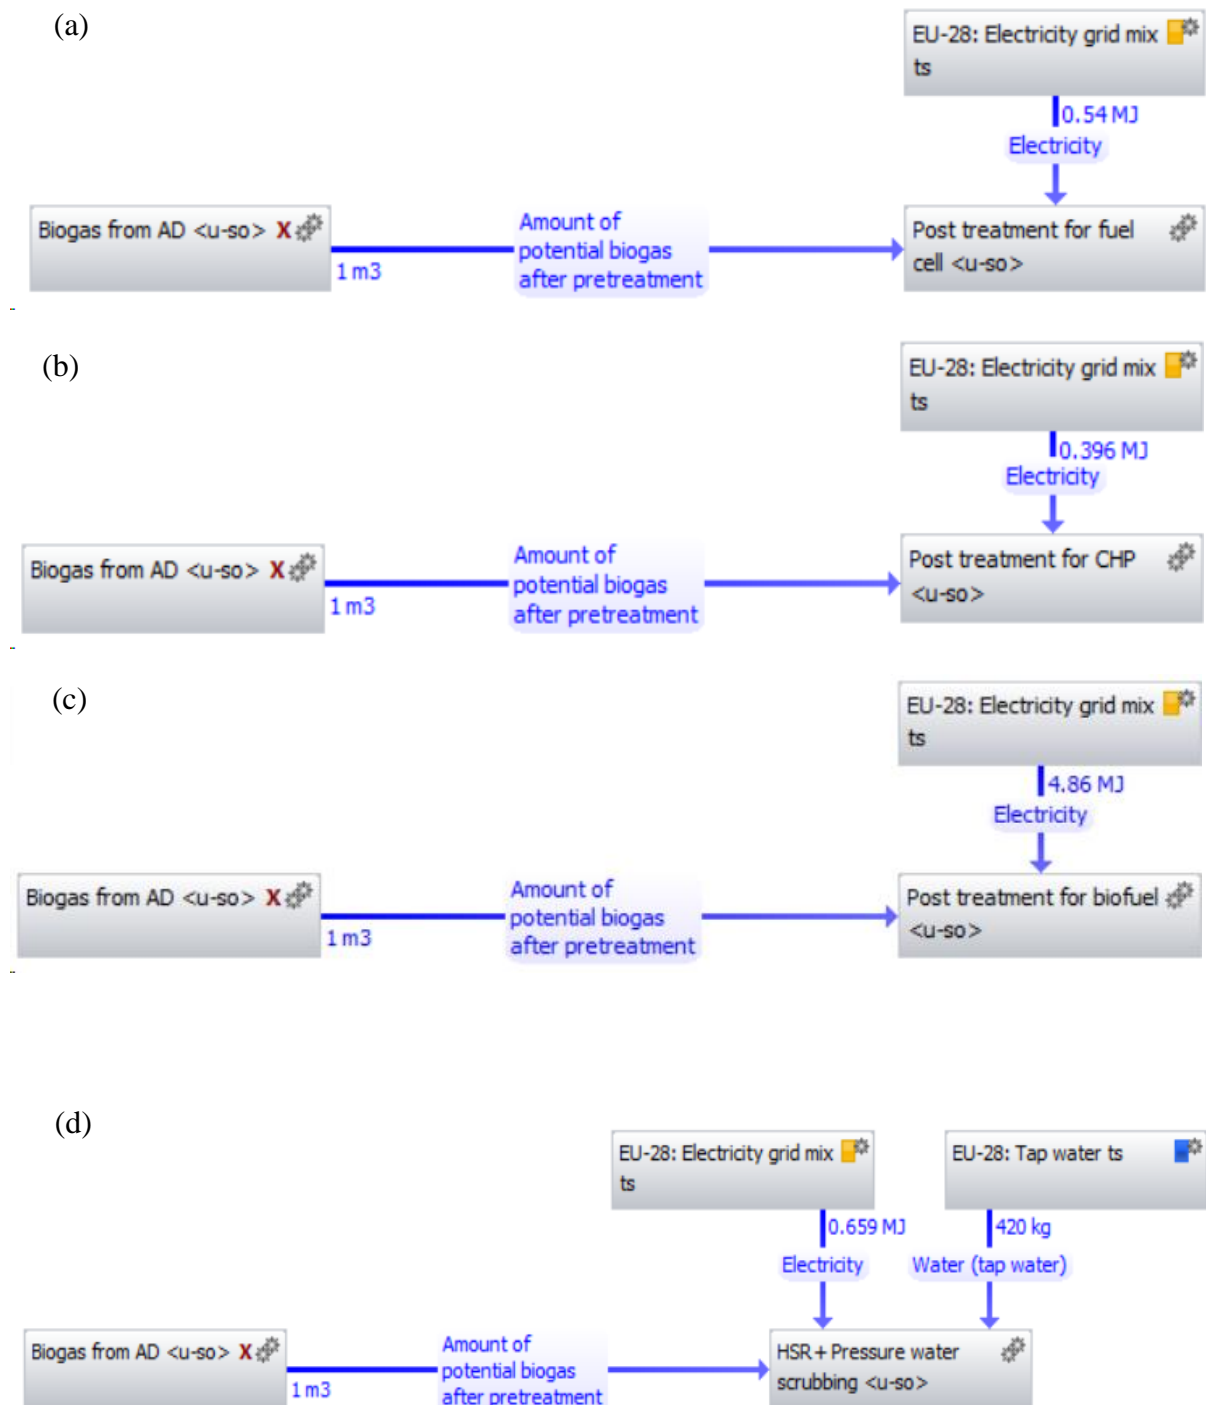 (a)
EU-28: Electricity grid mix
ts
0.54 MJ
Electricity
Biogas from AD <u-so> X
1 m3
Amount of
potential biogas
after pretreatment
Post treatment for fuel
cell <u-so>
(b)
EU-28: Electricity grid mix
ts
0.396 MJ
Electricity
Biogas from AD <u-so> X
1 m3
Amount of
potential biogas
after pretreatment
Post treatment for CHP
<u-so>
(c)
EU-28: Electricity grid mix
ts
4.86 MJ
Electricity
Biogas from AD <u-so> X
1 m3
Amount of
potential biogas
after pretreatment
Post treatment for biofuel
<u-so>
(d)
EU-28: Electricity grid mix
ts
EU-28: Tap water ts
0.659 MJ
420 kg
Electricity
Water (tap water)
Biogas from AD <u-so> X
1 m3
Amount of
potential biogas
after pretreatment
HSR+Pressure water
scrubbing <u-so>